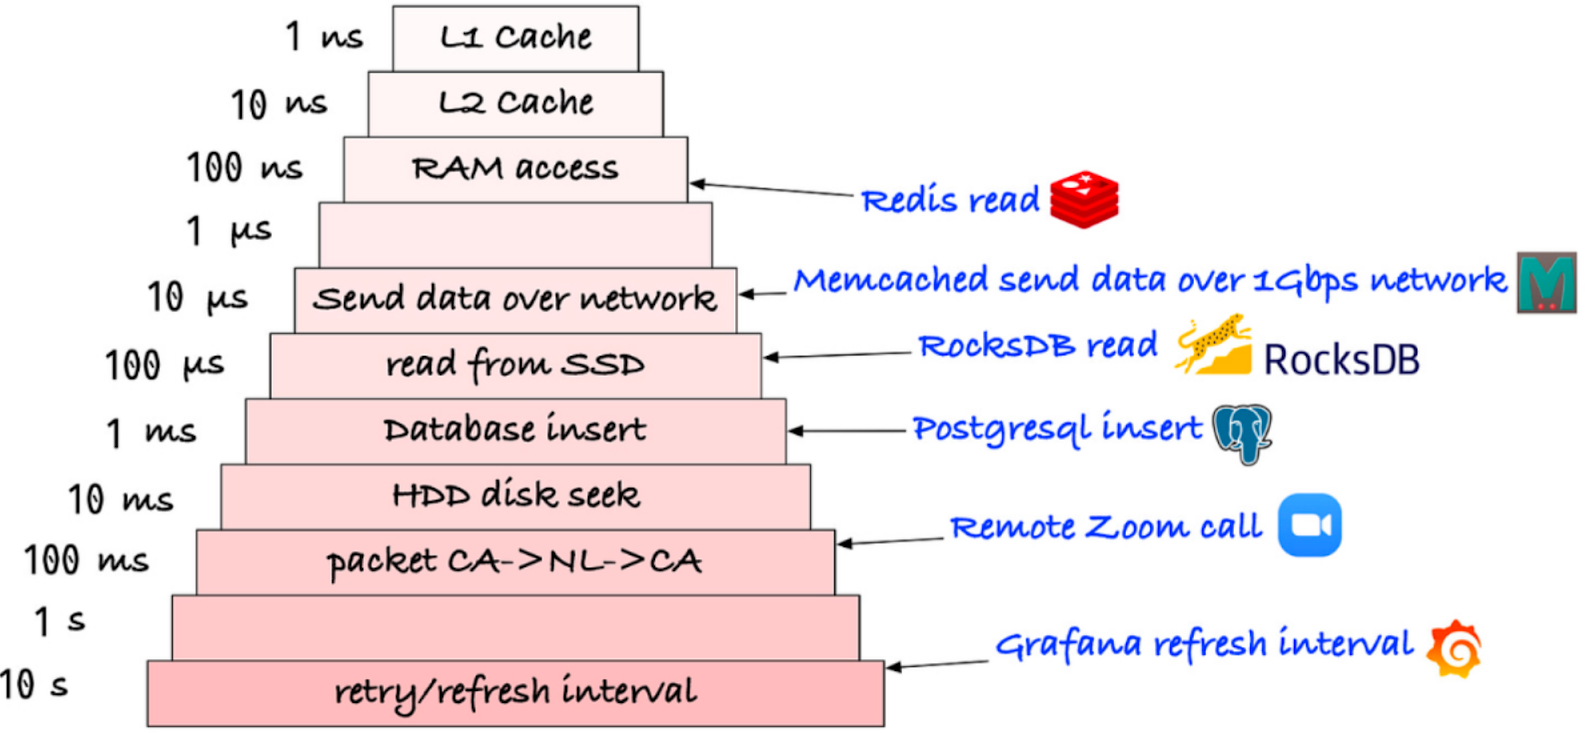 1 ns L1 Cache
10 ns L2 Cache
100 ns RAM access
Redis read
1 μs
10 μs Send data over network
Memcached send data over 1Gbps network
100 μs read from SSD
RocksDB read RocksDB
1 ms Database insert
Postgresql insert
10 ms HDD disk seek
100 ms packet CA->NL->CA
Remote Zoom call
1 s
10 s retry/refresh interval
Grafana refresh interval